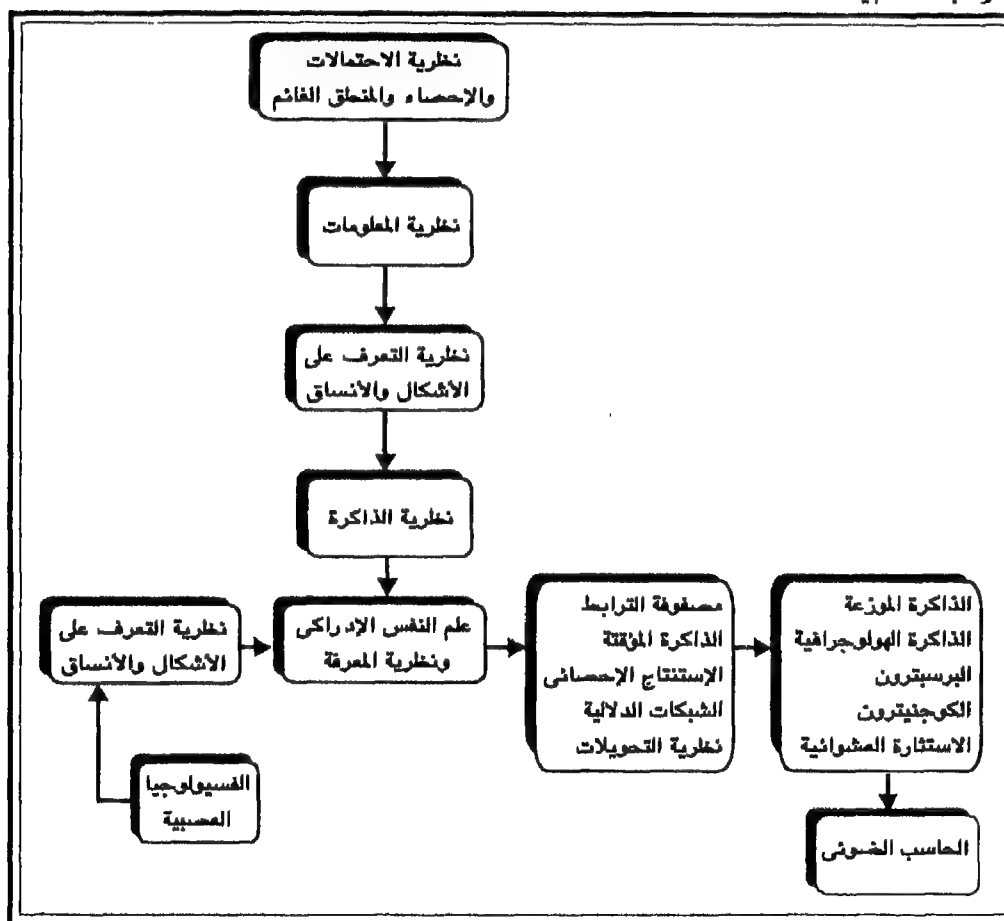 نظرية الاحتمالات
والإحصاء والمنطق الغائم
نظرية المعلومات
نظرية التعرف على
الأشكال والأنساق
نظرية الذاكرة
علم النفس الإدراكى
ونظرية المعرفة
نظرية التعرف على
الأشكال والأنساق
الفسيولوجيا
العصبية
مصفوفة الترابط
الذاكرة المؤقتة
الإستنتاج الإحصائى
الشبكات الدلالية
نظرية التحويلات
الذاكرة الموزعة
الذاكرة الهولوجرافية
البرسبترون
الكوجنيترون
الاستثارة العشوائية
الحاسب الضوئى